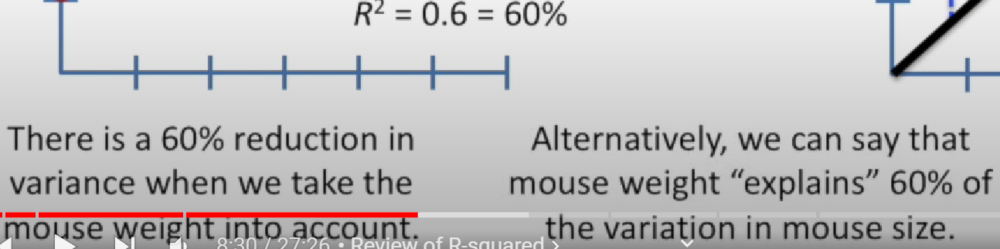 R² = 0.6 = 60%
There is a 60% reduction in
variance when we take the
mouse weight into account.
Alternatively, we can say that
mouse weight “explains” 60% of
the variation in mouse size.
8:30 / 27:26 • Review of R-squared >